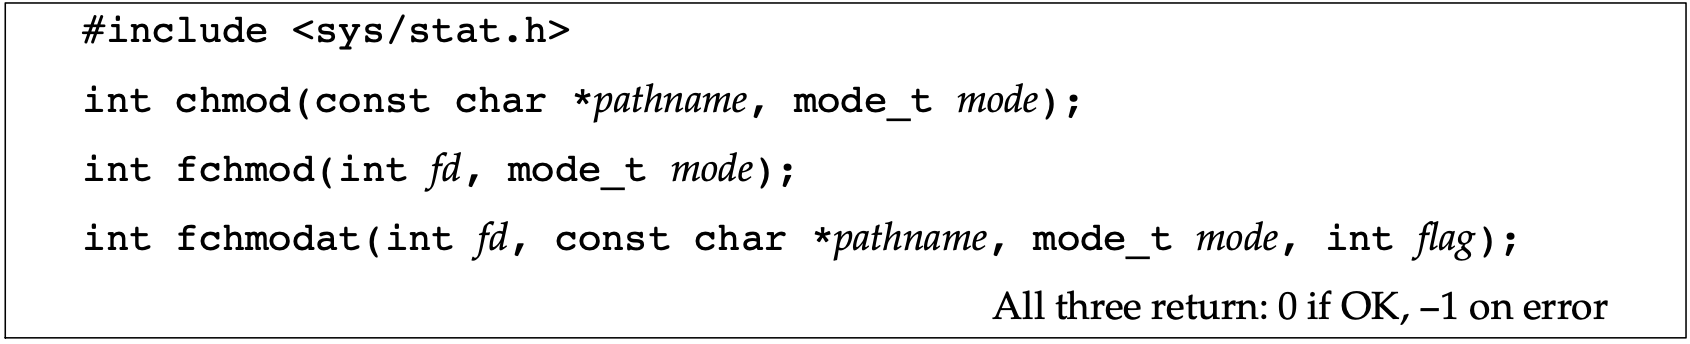 #include <sys/stat.h>
int chmod(const char *pathname, mode_t mode);
int fchmod(int fd, mode_t mode);
int fchmodat(int fd, const char *pathname, mode_t mode, int flag);
All three return: 0 if OK, –1 on error